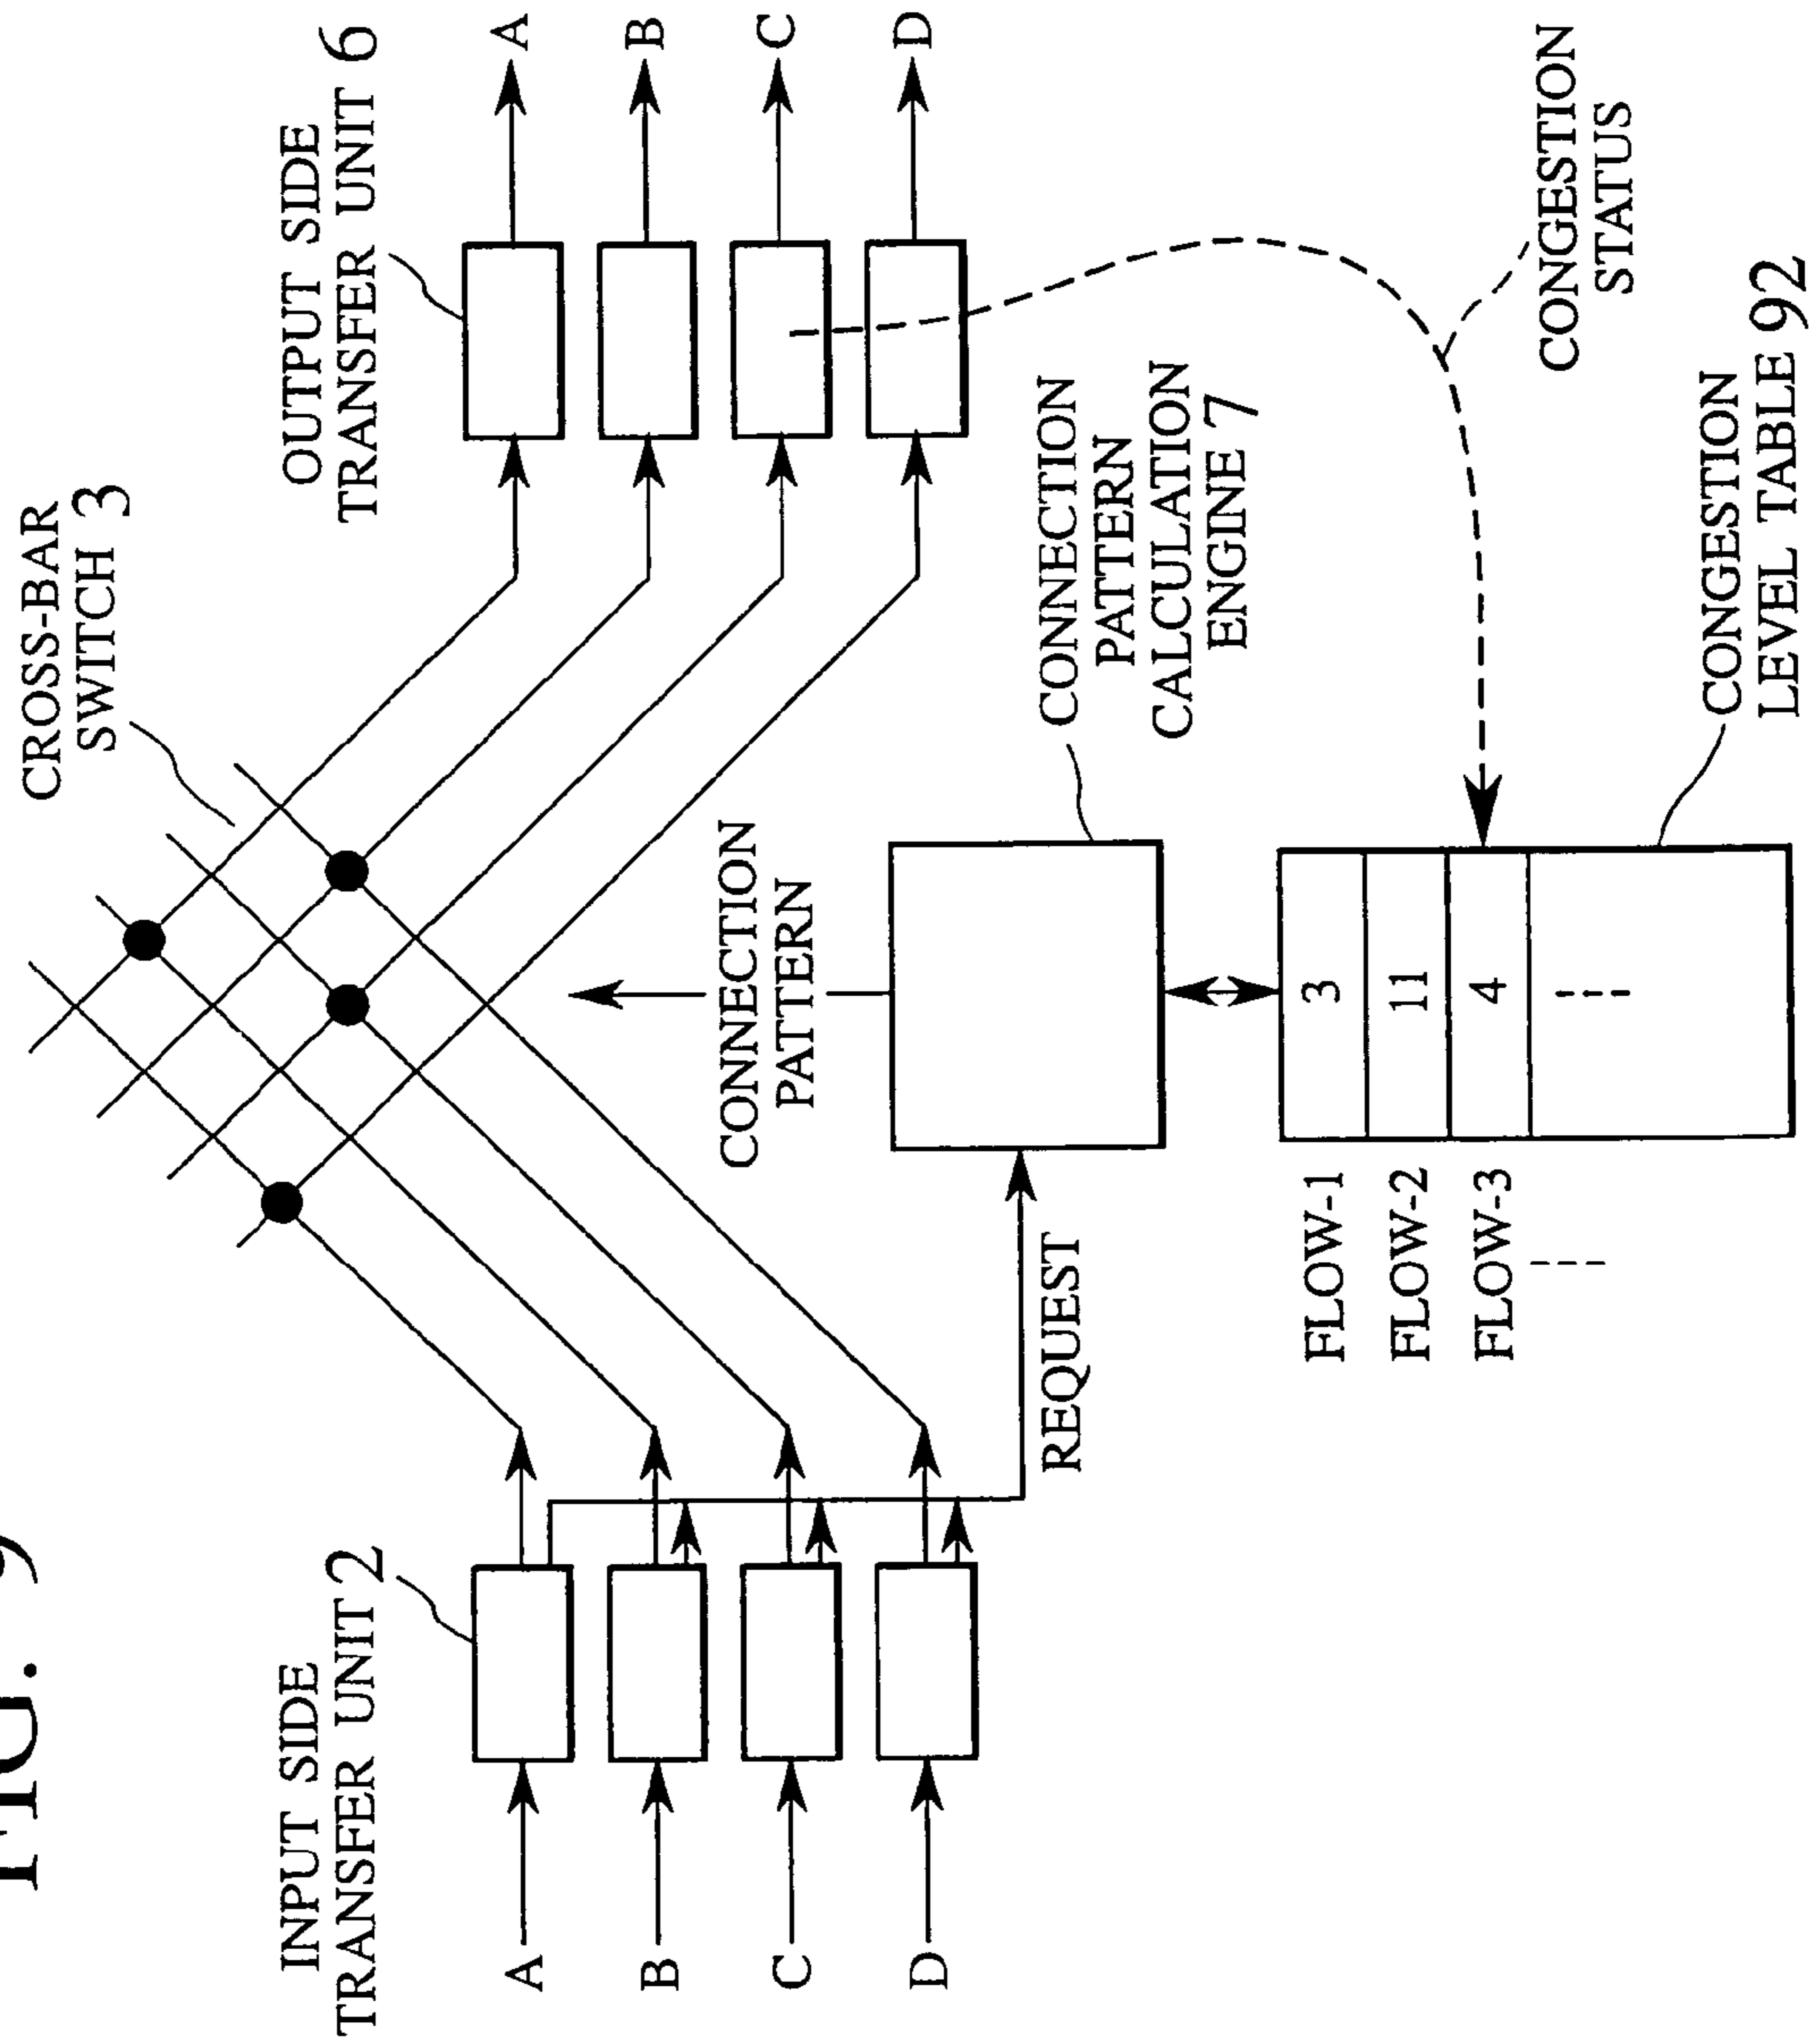 FIG. 9
CROSS-BAR
SWITCH 3
INPUT SIDE
TRANSFER UNIT 2
OUTPUT SIDE
TRANSFER UNIT 6
A
B
C
D
A
B
C
D
CONNECTION
PATTERN
REQUEST
CONNECTION
PATTERN
CALCULATION
ENGINE 7
FLOW-1
3
FLOW-2
11
FLOW-3
4
CONGESTION
STATUS
CONGESTION
LEVEL TABLE 92